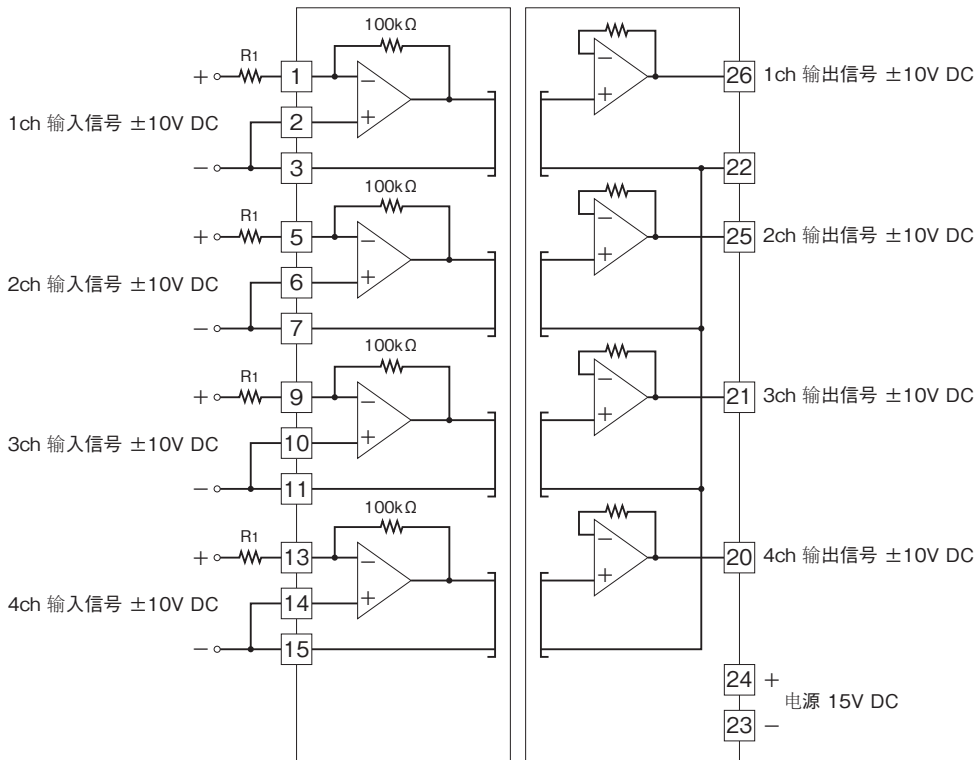 100kΩ
R1
+
1
−
26
1ch 输出信号 ±10V DC
1ch 输入信号 ±10V DC
2
+
−
+
−
3
22
100kΩ
R1
+
5
−
25
2ch 输出信号 ±10V DC
2ch 输入信号 ±10V DC
6
+
−
+
−
7
100kΩ
R1
+
9
−
21
3ch 输出信号 ±10V DC
3ch 输入信号 ±10V DC
10
+
−
+
−
11
100kΩ
R1
+
13
−
20
4ch 输出信号 ±10V DC
4ch 输入信号 ±10V DC
14
+
−
+
−
15
24 +
电源 15V DC
23 −